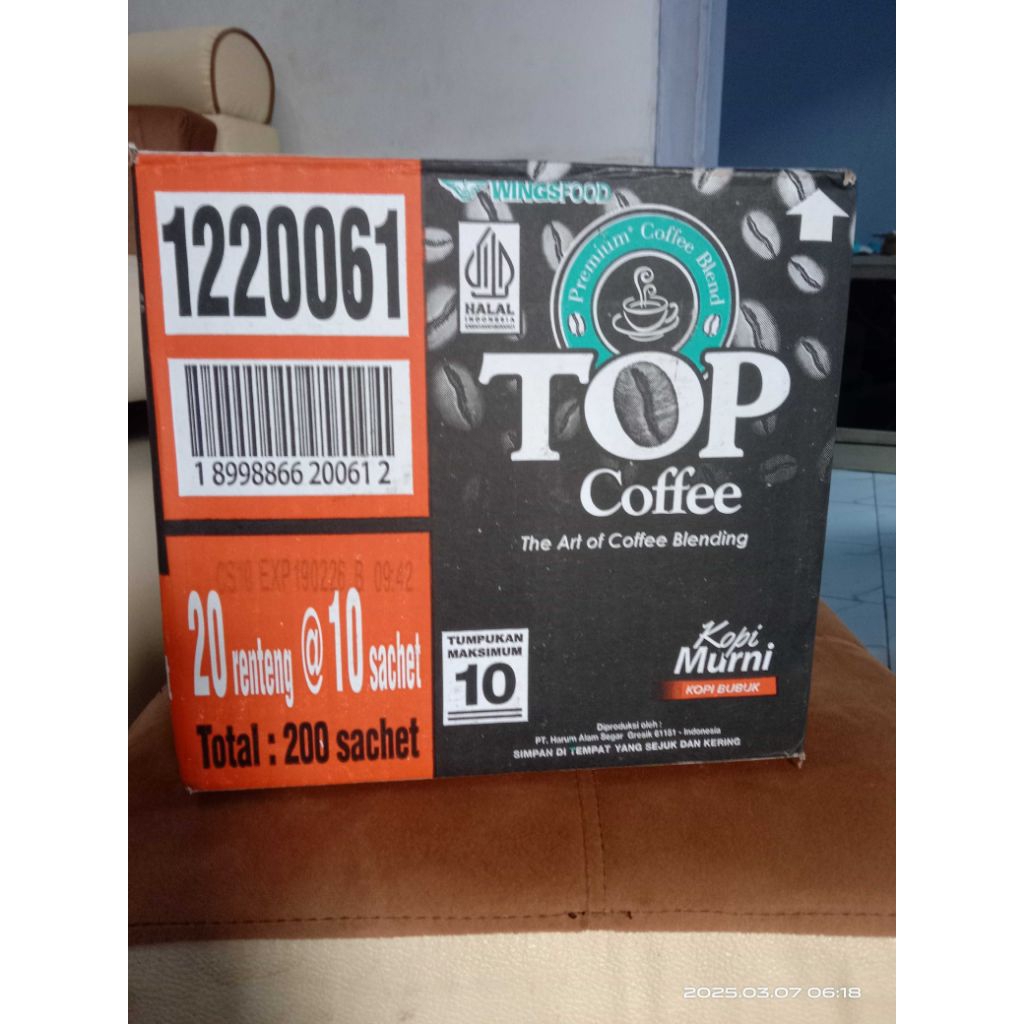 1220061
1 8998866 20061 2
CS10 EXP 190226 B 09:42
20 renteng @ 10 sachet
Total : 200 sachet
WINGSFOOD
HALAL
INDONESIA
Premium* Coffee Blend
TOP
Coffee
The Art of Coffee Blending
TUMPUKAN
MAKSIMUM
10
Kopi
Murni
KOPI BUBUK
Diproduksi oleh :
PT. Harum Alam Segar Gresik 61151 - Indonesia
SIMPAN DI TEMPAT YANG SEJUK DAN KERING
2025.03.07 06:18